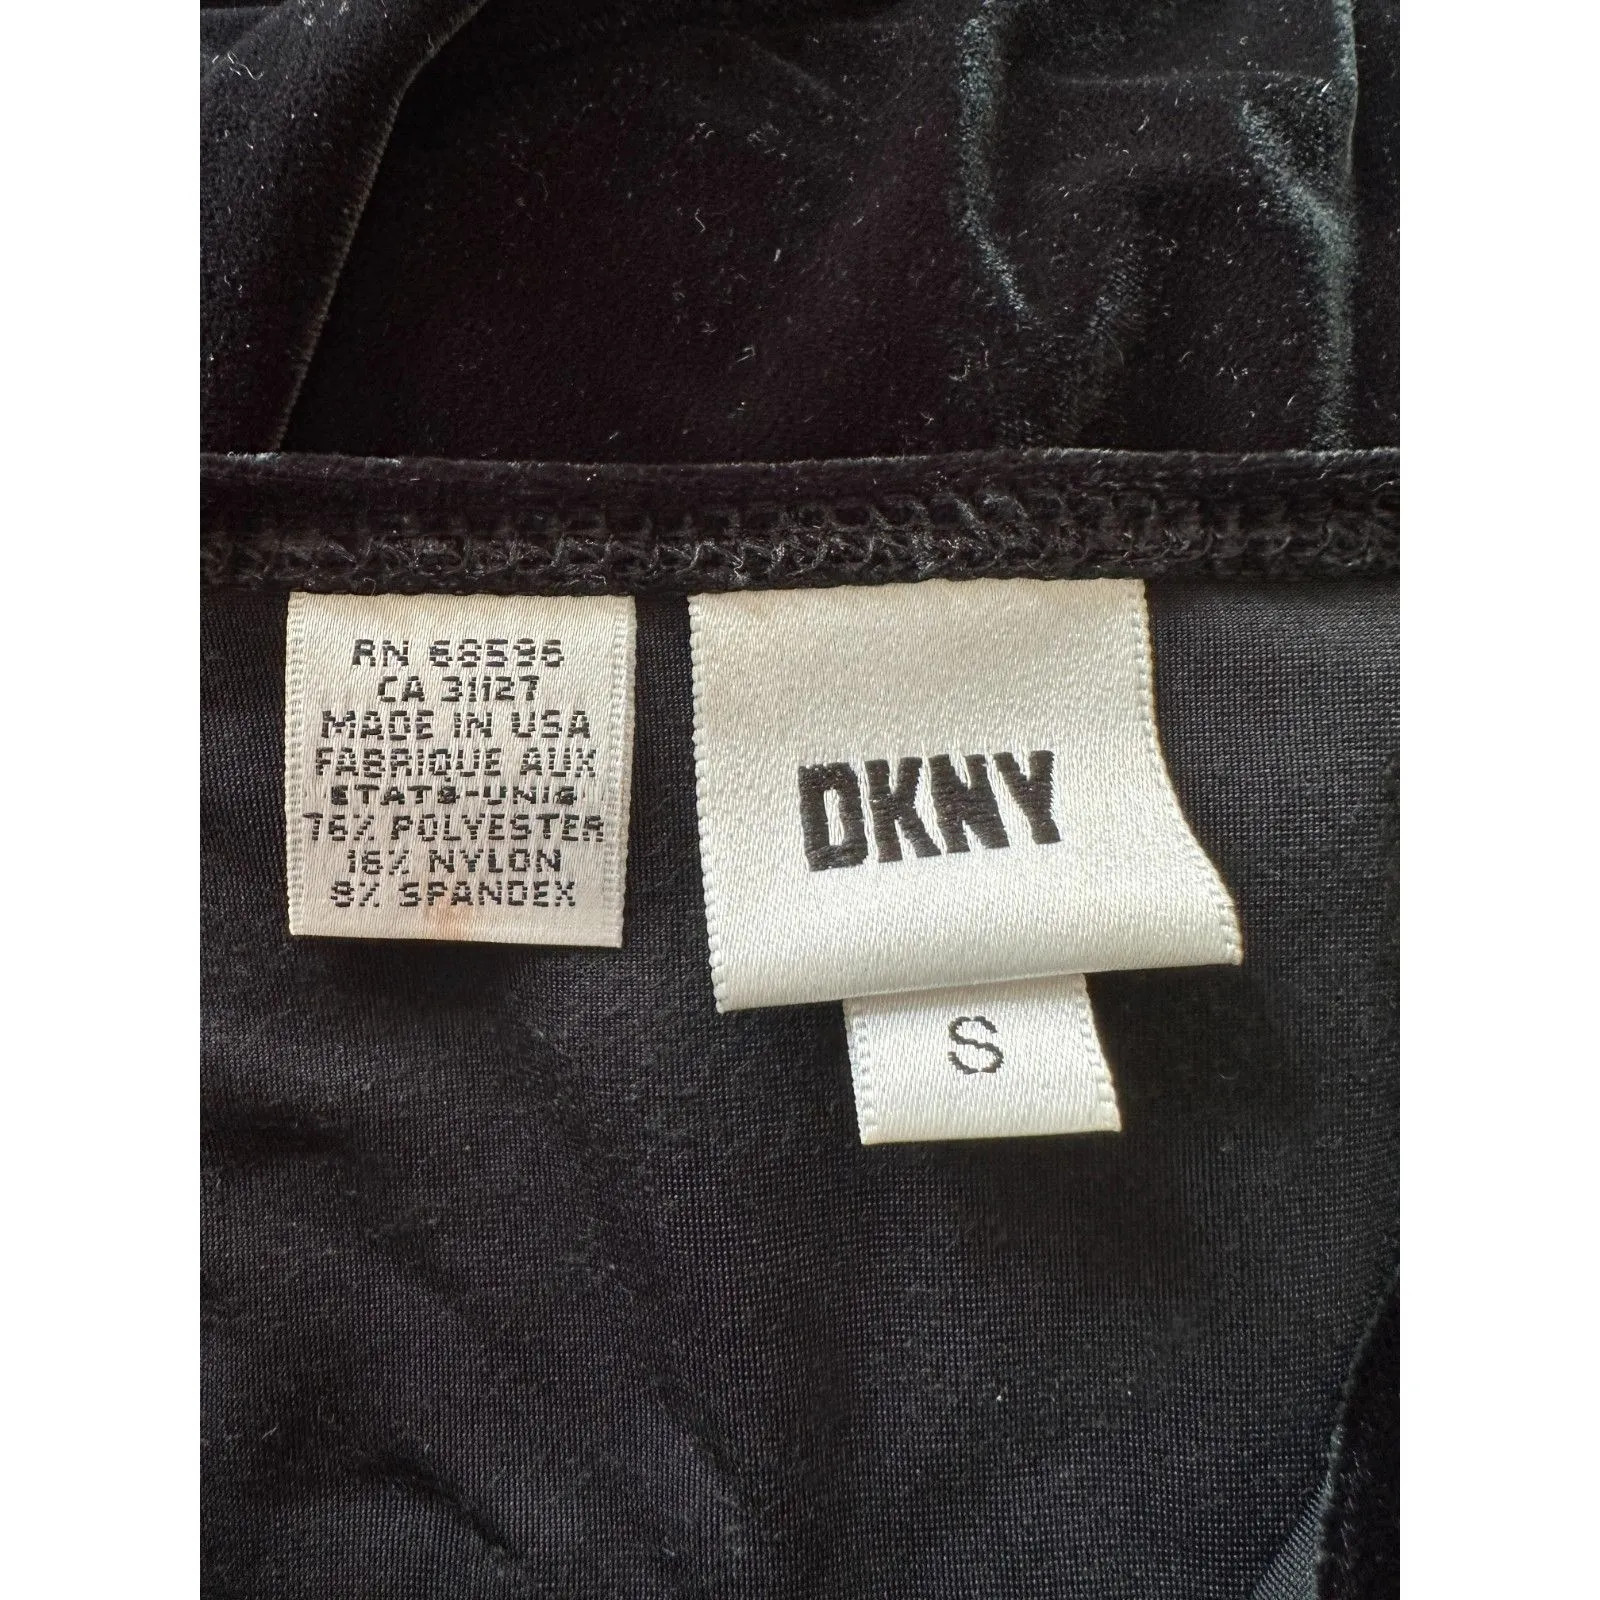 RN 68596
CA 31127
MADE IN USA
FABRIQUE AUX
ETATS-UNIS
76% POLYESTER
16% NYLON
8% SPANDEX
DKNY
S